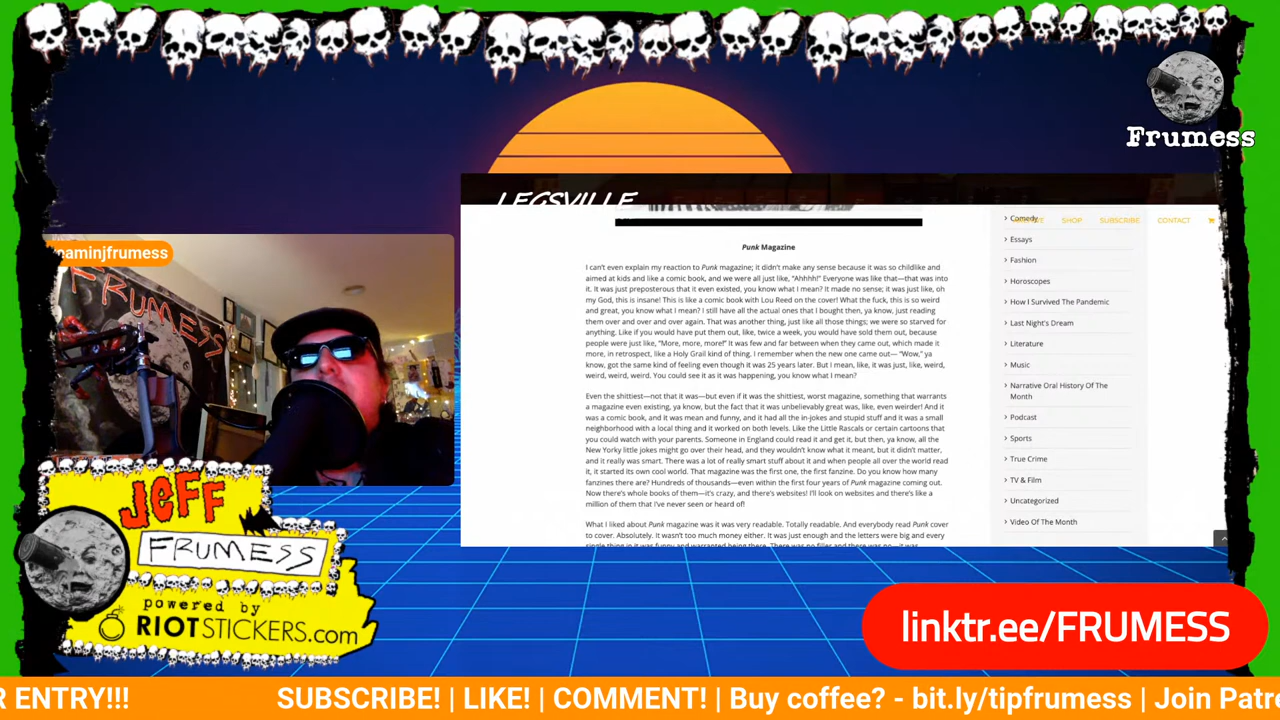 Frumess
LEGSVILLE
SHOP
SUBSCRIBE
CONTACT
eaminjfrumess
FRUMESS
Punk Magazine
I can't even explain my reaction to Punk magazine; it didn't make any sense because it was so childlike and
aimed at kids and like a comic book, and we were all just like, "Ahhhh!" Everyone was like that—that was into
it. It was just preposterous that it even existed, you know what I mean? It made no sense; it was just like, oh
my God, this is insane! This is like a comic book with Lou Reed on the cover! What the fuck, this is so weird
and great, you know what I mean? I still have all the actual ones that I bought then, ya know, just reading
them over and over and over again. That was another thing, just like all those things; we were so starved for
anything. Like if you would have put them out, like, twice a week, you would have sold them out, because
people were just like, "More, more, more!" It was few and far between when they came out, which made it
more, in retrospect, like a Holy Grail kind of thing. I remember when the new one came out— "Wow," ya
know, got the same kind of feeling even though it was 25 years later. But I mean, like, it was just, like, weird,
weird, weird, weird. You could see it as it was happening, you know what I mean?
Even the shittiest—not that it was—but even if it was the shittiest, worst magazine, something that warrants
a magazine even existing, ya know, but the fact that it was unbelievably great was, like, even weirder! And it
was a comic book, and it was mean and funny, and it had all the in-jokes and stupid stuff and it was a small
neighborhood with a local thing and it worked on both levels. Like the Little Rascals or certain cartoons that
you could watch with your parents. Someone in England could read it and get it, but then, ya know, all the
New Yorky little jokes might go over their head, and they wouldn't know what it meant, but it didn't matter,
and it really was smart. There was a lot of really smart stuff about it and when people all over the world read
it, it started its own cool world. That magazine was the first one, the first fanzine. Do you know how many
fanzines there are? Hundreds of thousands—even within the first four years of Punk magazine coming out.
Now there's whole books of them—it's crazy, and there's websites! I'll look on websites and there's like a
million of them that I've never seen or heard of!
What I liked about Punk magazine was it was very readable. Totally readable. And everybody read Punk cover
to cover. Absolutely. It wasn't too much money either. It was just enough and the letters were big and every
single thing in it was funny and warranted being there. There was no filler and there was no—it was
Comedy
Essays
Fashion
Horoscopes
How I Survived The Pandemic
Last Night's Dream
Literature
Music
Narrative Oral History Of The
Month
Podcast
Sports
True Crime
TV & Film
Uncategorized
Video Of The Month
JEFF
FRUMESS
powered by
RIOTSTICKERS.com
linktr.ee/FRUMESS
R ENTRY!!! SUBSCRIBE! | LIKE! | COMMENT! | Buy coffee? - bit.ly/tipfrumess | Join Patr